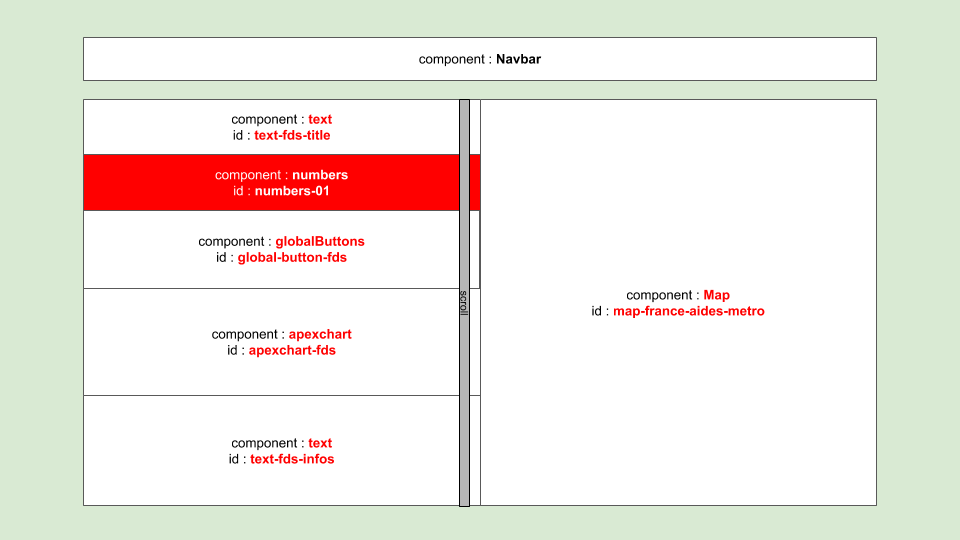 component : Navbar
component : text
id : text-fds-title
component : numbers
id : numbers-01
component : globalButtons
id : global-button-fds
scroll
component : apexchart
id : apexchart-fds
component : text
id : text-fds-infos
component : Map
id : map-france-aides-metro